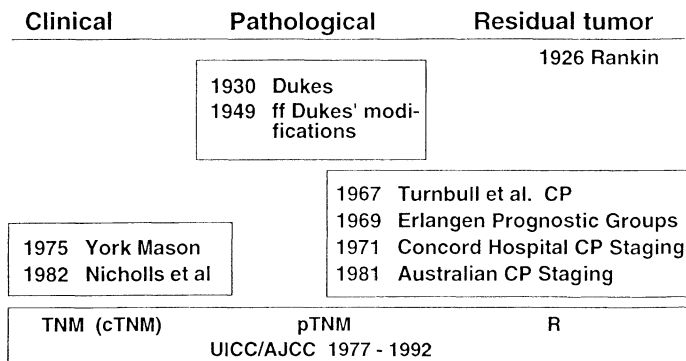 Clinical Pathological Residual tumor
1926 Rankin
1930 Dukes
1949 ff Dukes' modi-
fications
1967 Turnbull et al. CP
1969 Erlangen Prognostic Groups
1971 Concord Hospital CP Staging
1981 Australian CP Staging
1975 York Mason
1982 Nicholls et al
TNM (cTNM) pTNM R
UICC/AJCC 1977 - 1992